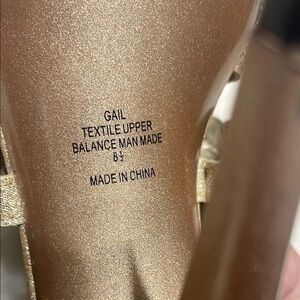 GAIL
TEXTILE UPPER
BALANCE MAN MADE
8½
MADE IN CHINA